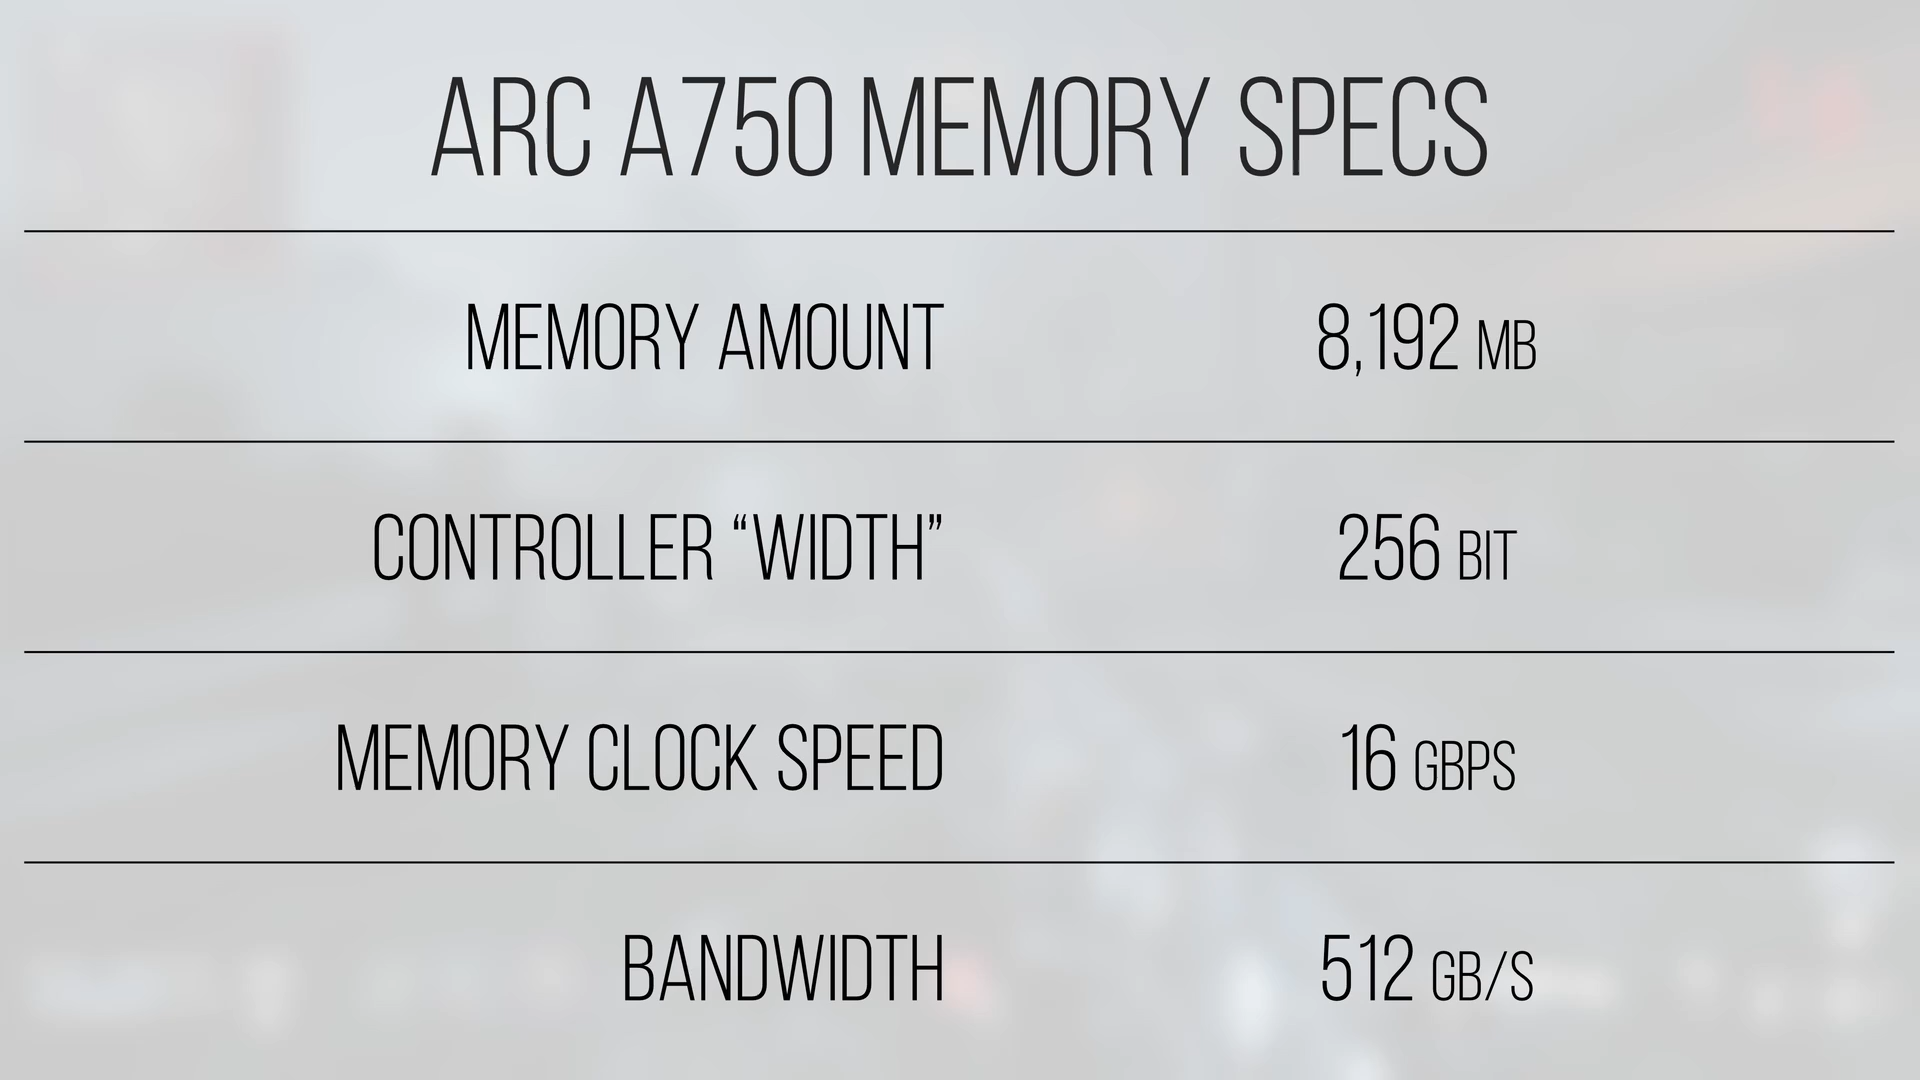 ARC A750 MEMORY SPECS
MEMORY AMOUNT 8,192 MB
CONTROLLER “WIDTH” 256 BIT
MEMORY CLOCK SPEED 16 GBPS
BANDWIDTH 512 GB/S